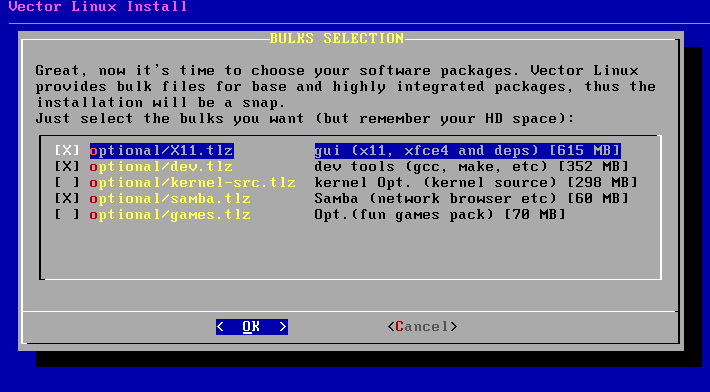 Vector Linux Install
BULKS SELECTION
Great, now it's time to choose your software packages. Vector Linux
provides bulk files for base and highly integrated packages, thus the
installation will be a snap.
Just select the bulks you want (but remember your HD space):
[X] optional/X11.tlz gui (x11, xfce4 and deps) [615 MB]
[X] optional/dev.tlz dev tools (gcc, make, etc) [352 MB]
[ ] optional/kernel-src.tlz kernel Opt. (kernel source) [298 MB]
[X] optional/samba.tlz Samba (network browser etc) [60 MB]
[ ] optional/games.tlz Opt.(fun games pack) [70 MB]
< OK > <Cancel>